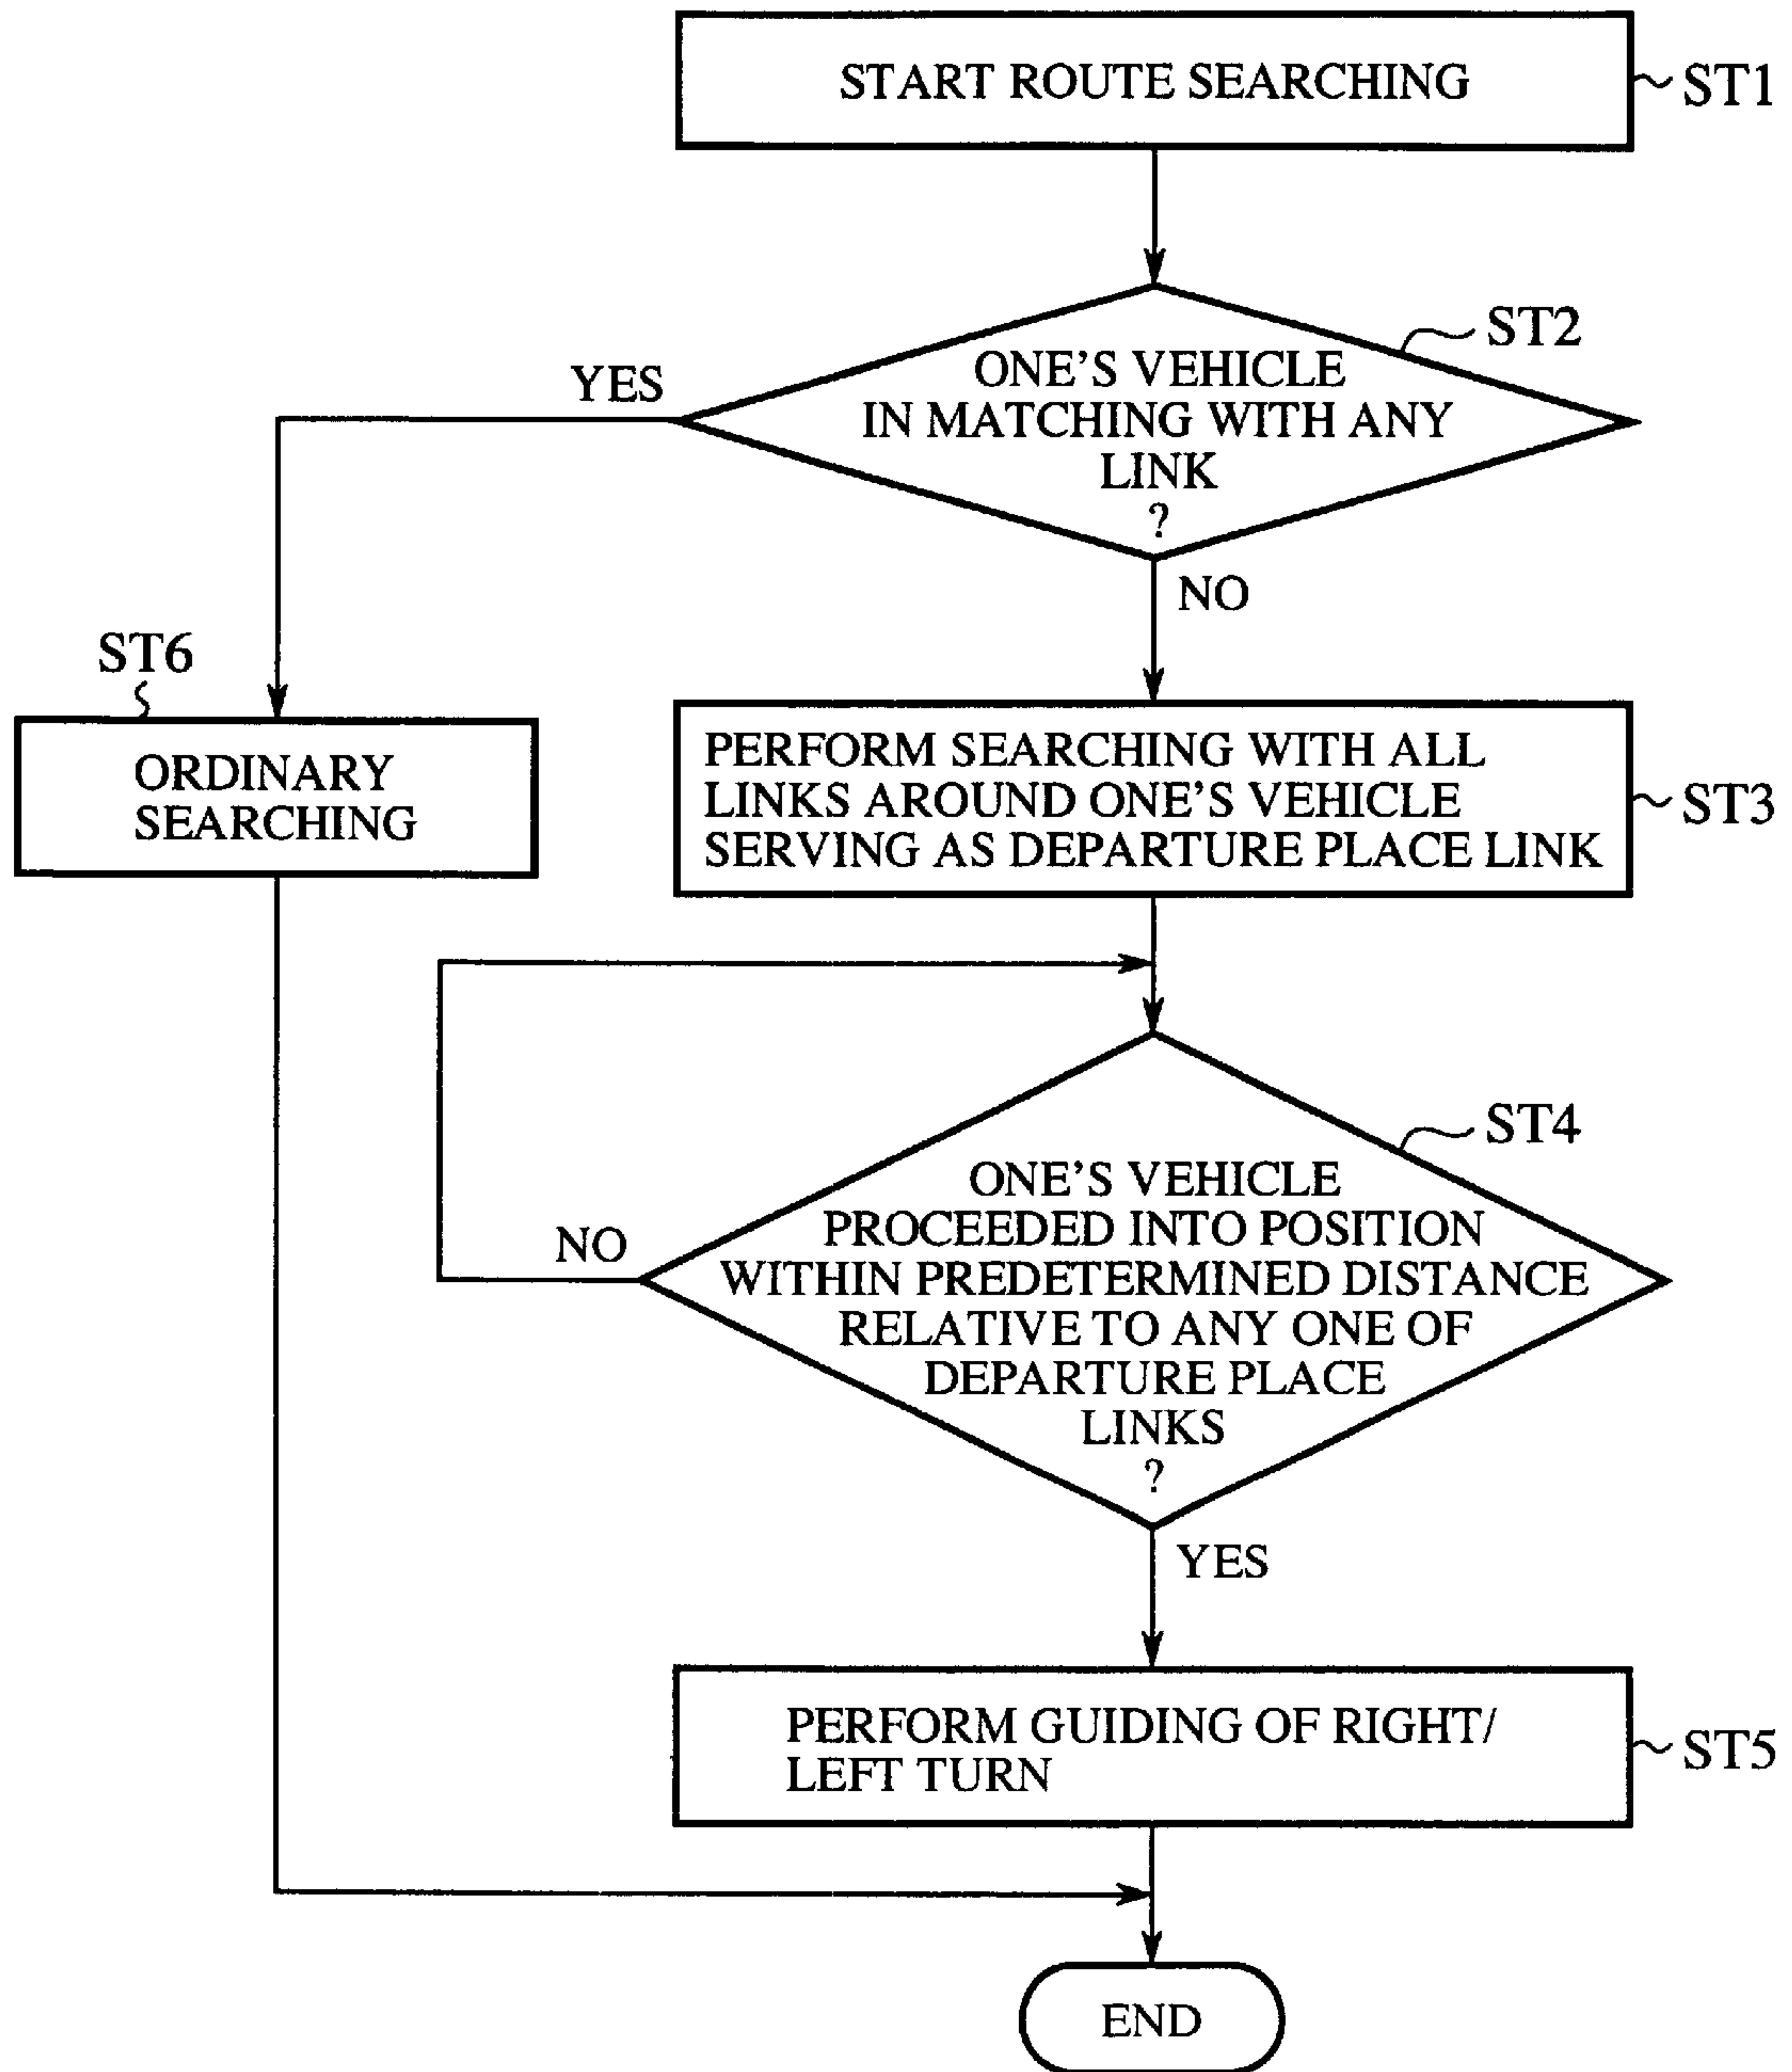 START ROUTE SEARCHING
ST1
ST2
ONE'S VEHICLE
IN MATCHING WITH ANY
LINK
?
YES
NO
ST6
ORDINARY
SEARCHING
PERFORM SEARCHING WITH ALL
LINKS AROUND ONE'S VEHICLE
SERVING AS DEPARTURE PLACE LINK
ST3
ST4
ONE'S VEHICLE
PROCEEDED INTO POSITION
WITHIN PREDETERMINED DISTANCE
RELATIVE TO ANY ONE OF
DEPARTURE PLACE
LINKS
?
NO
YES
PERFORM GUIDING OF RIGHT/
LEFT TURN
ST5
END